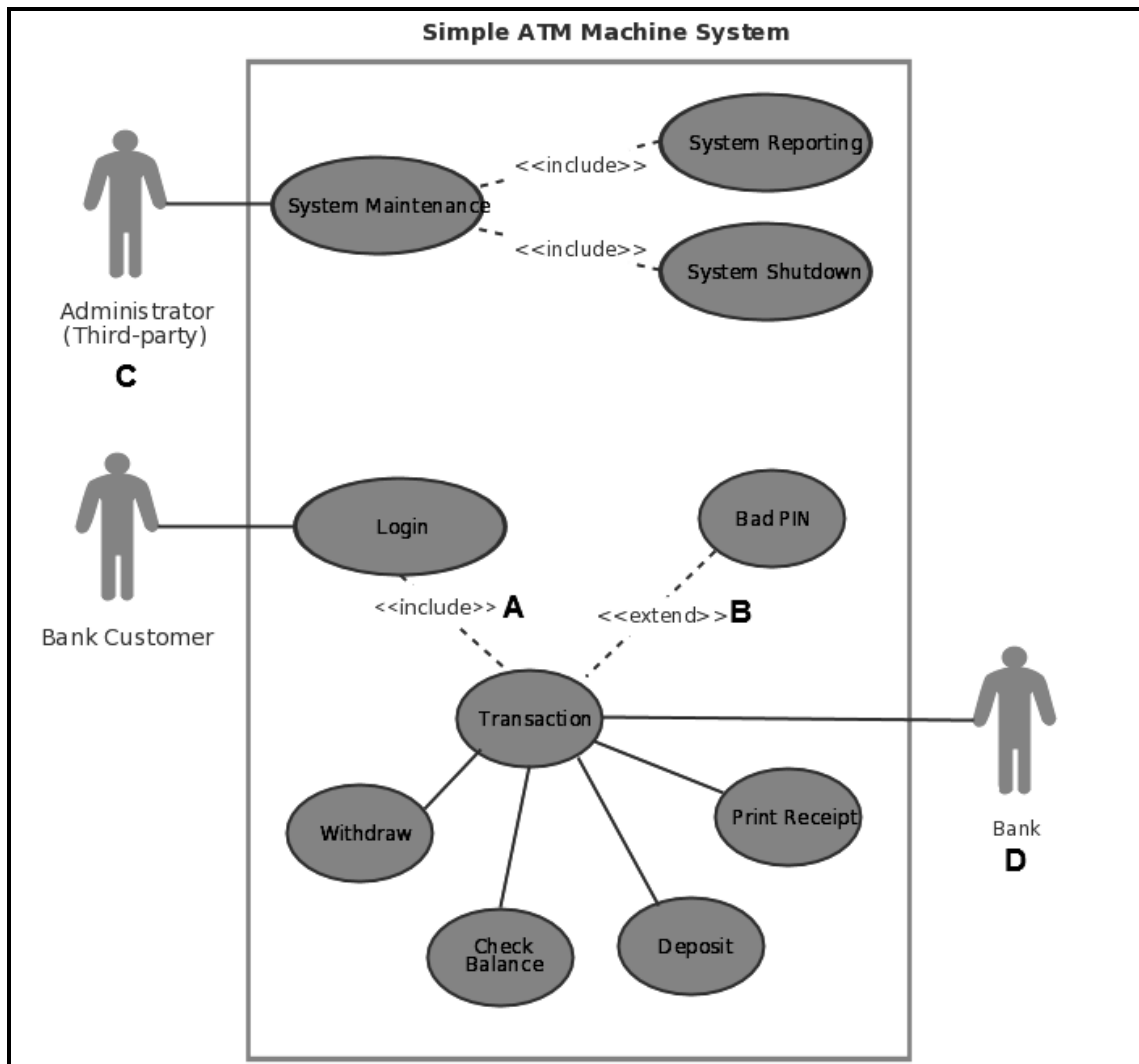 Simple ATM Machine System
System Reporting
<<include>>
System Maintenance
<<include>>
System Shutdown
Administrator
(Third-party)
C
Login
Bad PIN
<<include>> A
<<extend>> B
Bank Customer
Transaction
Withdraw
Print Receipt
Bank
D
Check
Balance
Deposit